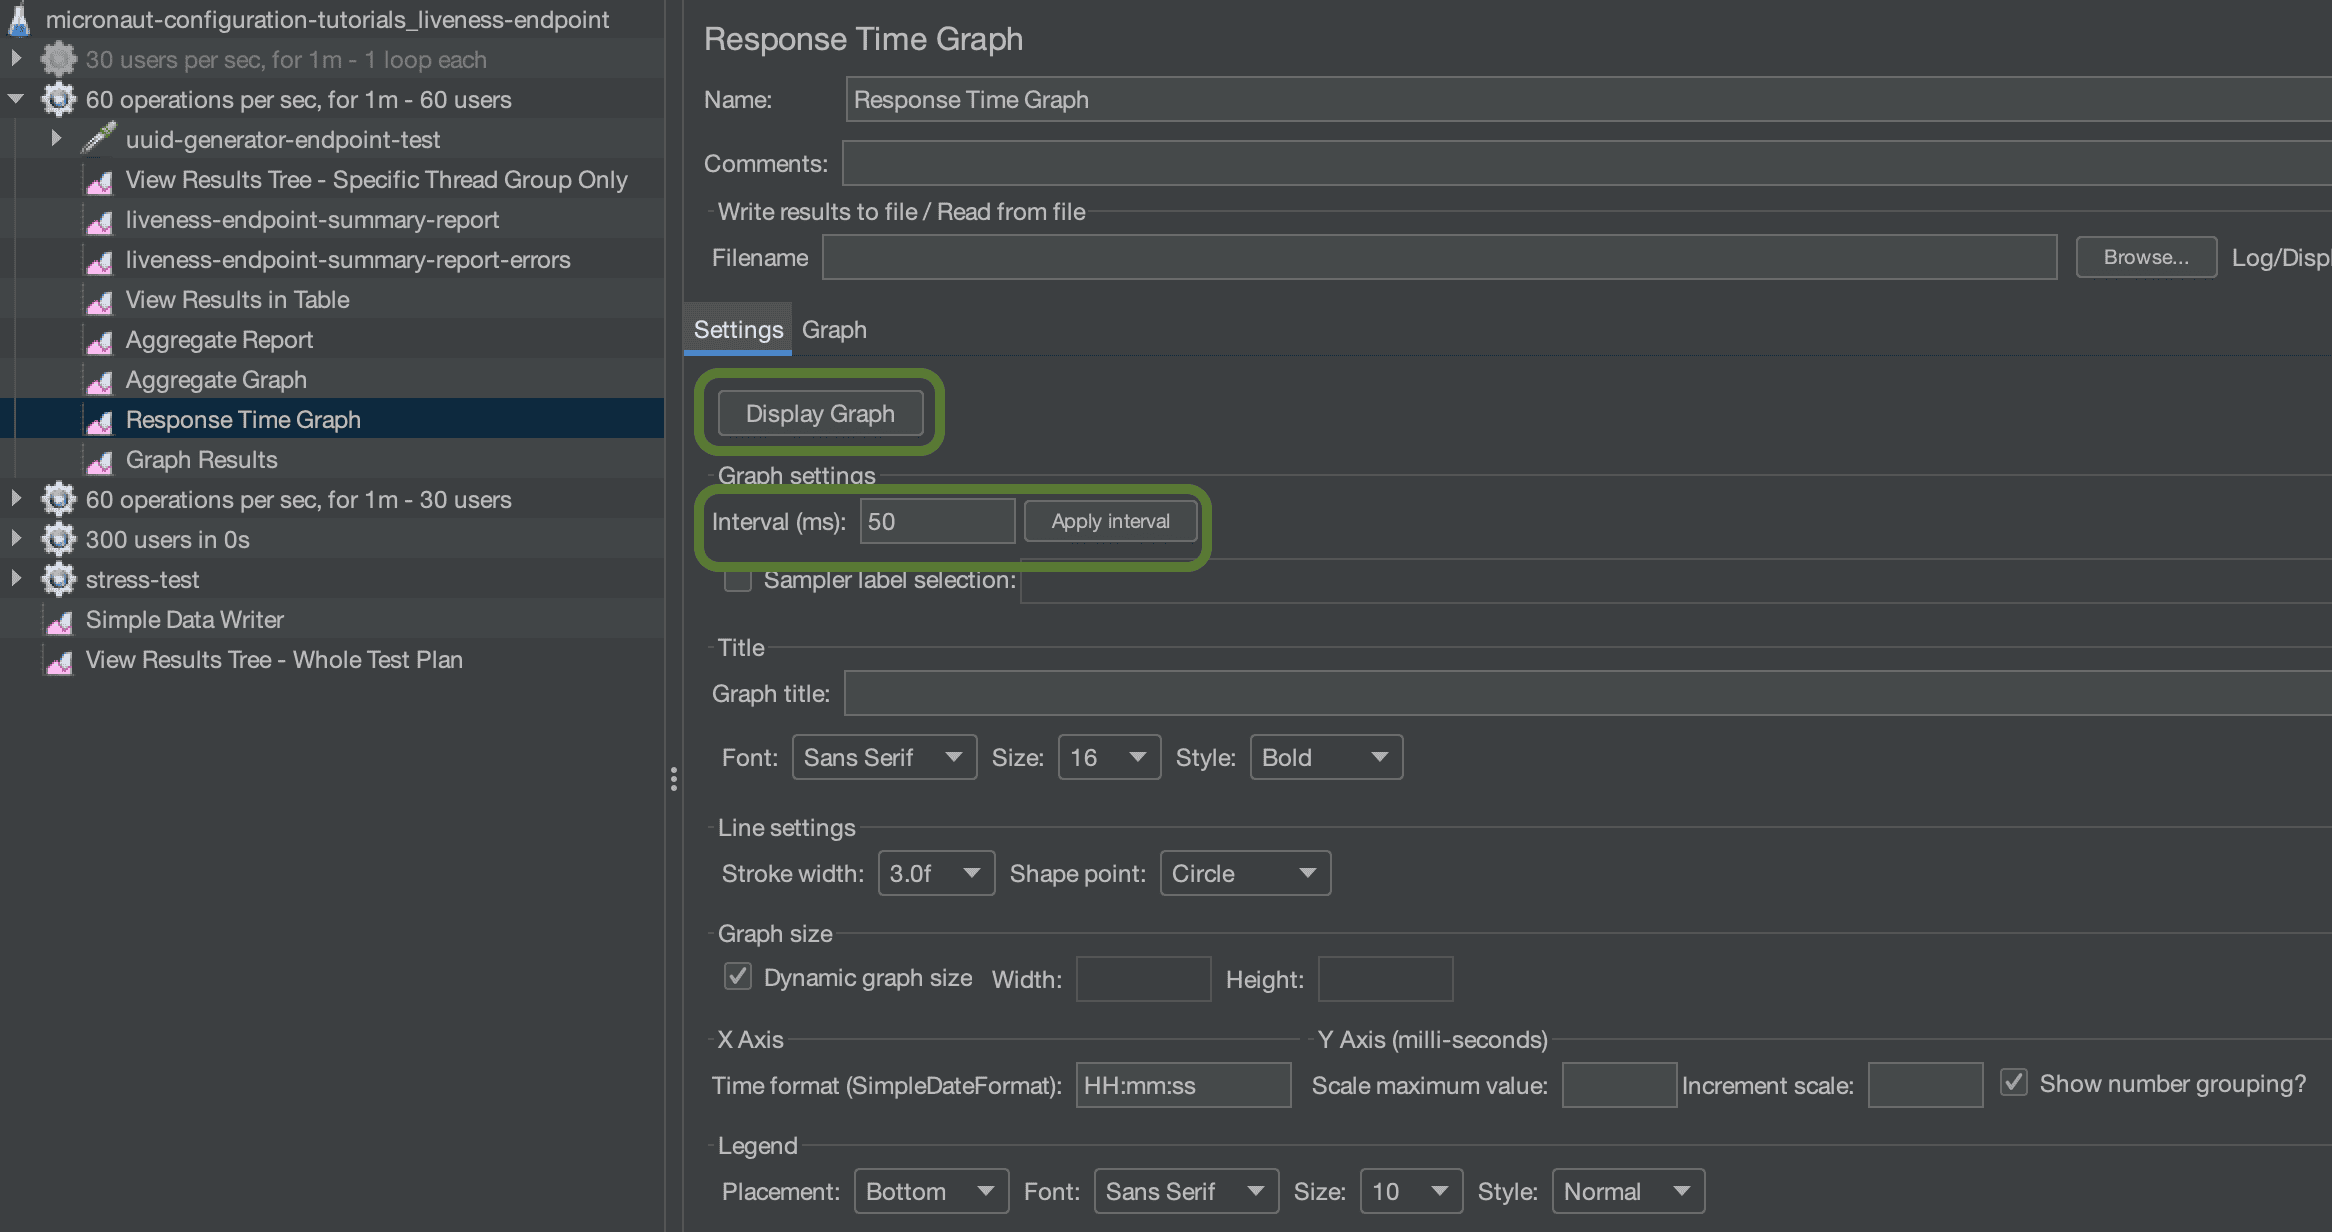 micronaut-configuration-tutorials_liveness-endpoint
30 users per sec, for 1m - 1 loop each
60 operations per sec, for 1m - 60 users
uuid-generator-endpoint-test
View Results Tree - Specific Thread Group Only
liveness-endpoint-summary-report
liveness-endpoint-summary-report-errors
View Results in Table
Aggregate Report
Aggregate Graph
Response Time Graph
Graph Results
60 operations per sec, for 1m - 30 users
300 users in 0s
stress-test
Simple Data Writer
View Results Tree - Whole Test Plan
Response Time Graph
Name: Response Time Graph
Comments:
Write results to file / Read from file
Filename Browse... Log/Displ
Settings Graph
Display Graph
Graph settings
Interval (ms): 50 Apply interval
Sampler label selection:
Title
Graph title:
Font: Sans Serif Size: 16 Style: Bold
Line settings
Stroke width: 3.0f Shape point: Circle
Graph size
Dynamic graph size Width: Height:
X Axis Y Axis (milli-seconds)
Time format (SimpleDateFormat): HH:mm:ss Scale maximum value: Increment scale: Show number grouping?
Legend
Placement: Bottom Font: Sans Serif Size: 10 Style: Normal